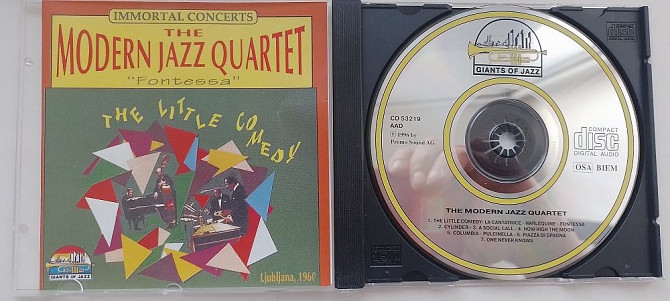 IMMORTAL CONCERTS
THE
MODERN JAZZ QUARTET
"Fontessa"
THE LITTLE COMEDY
GIANTS OF JAZZ
Ljubljana, 1960
GIANTS OF JAZZ
CD 53219
AAD
℗ 1996 by
Promo Sound AG
COMPACT
disc
DIGITAL AUDIO
OSA BIEM
THE MODERN JAZZ QUARTET
1. THE LITTLE COMEDY: LA CANTATRICE - HARLEQUINE - FONTESSA
2. CYLINDER - 3. A SOCIAL CALL - 4. HOW HIGH THE MOON
5. COLUMBIA - PULCINELLA - 6. PIAZZA DI SPAGNA
7. ONE NEVER KNOWS
disc
disc